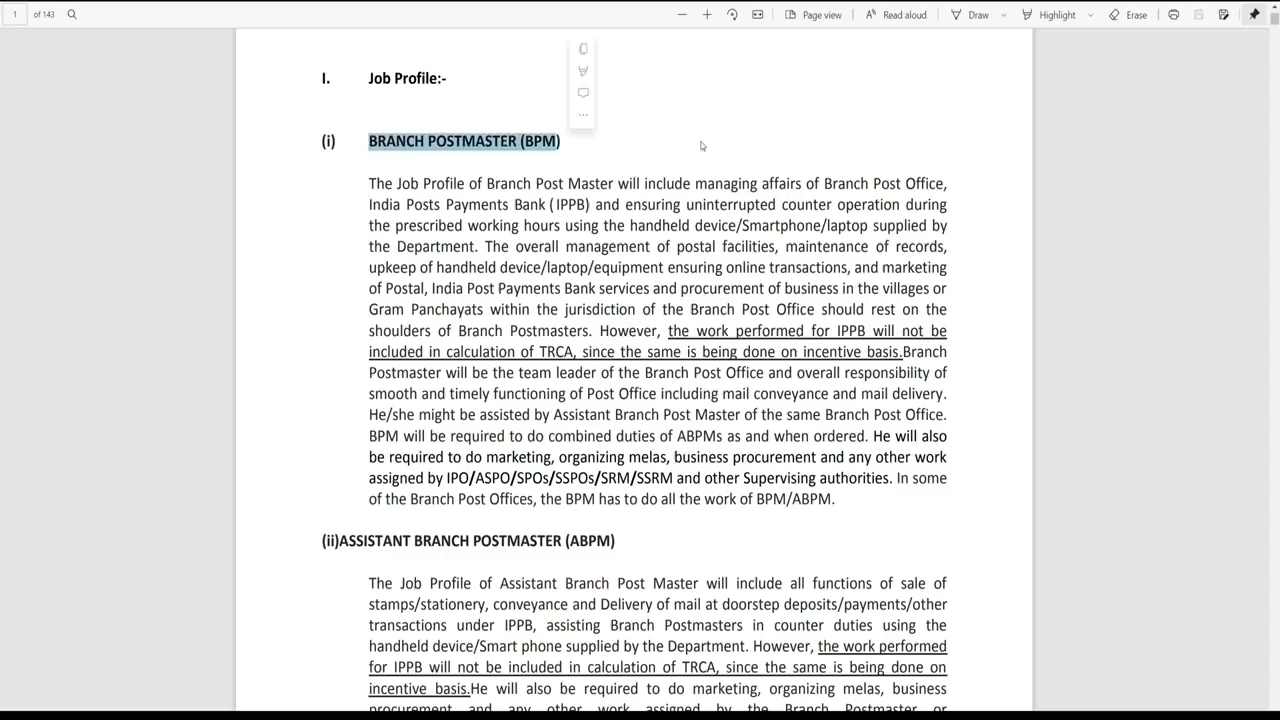 1 of 143 Page view Read aloud Draw Highlight Erase
I. Job Profile:-
(i) BRANCH POSTMASTER (BPM)
The Job Profile of Branch Post Master will include managing affairs of Branch Post Office,
India Posts Payments Bank ( IPPB) and ensuring uninterrupted counter operation during
the prescribed working hours using the handheld device/Smartphone/laptop supplied by
the Department. The overall management of postal facilities, maintenance of records,
upkeep of handheld device/laptop/equipment ensuring online transactions, and marketing
of Postal, India Post Payments Bank services and procurement of business in the villages or
Gram Panchayats within the jurisdiction of the Branch Post Office should rest on the
shoulders of Branch Postmasters. However, the work performed for IPPB will not be
included in calculation of TRCA, since the same is being done on incentive basis.Branch
Postmaster will be the team leader of the Branch Post Office and overall responsibility of
smooth and timely functioning of Post Office including mail conveyance and mail delivery.
He/she might be assisted by Assistant Branch Post Master of the same Branch Post Office.
BPM will be required to do combined duties of ABPMs as and when ordered. He will also
be required to do marketing, organizing melas, business procurement and any other work
assigned by IPO/ASPO/SPOs/SSPOs/SRM/SSRM and other Supervising authorities. In some
of the Branch Post Offices, the BPM has to do all the work of BPM/ABPM.
(ii)ASSISTANT BRANCH POSTMASTER (ABPM)
The Job Profile of Assistant Branch Post Master will include all functions of sale of
stamps/stationery, conveyance and Delivery of mail at doorstep deposits/payments/other
transactions under IPPB, assisting Branch Postmasters in counter duties using the
handheld device/Smart phone supplied by the Department. However, the work performed
for IPPB will not be included in calculation of TRCA, since the same is being done on
incentive basis.He will also be required to do marketing, organizing melas, business
procurement and any other work assigned by the Branch Postmaster or